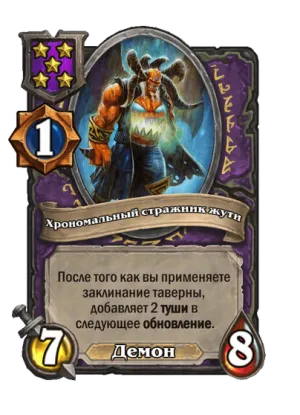 1
Хрономальный стражник жути
После того как вы применяете
заклинание таверны,
добавляет 2 туши в
следующее обновление.
7
Демон
8